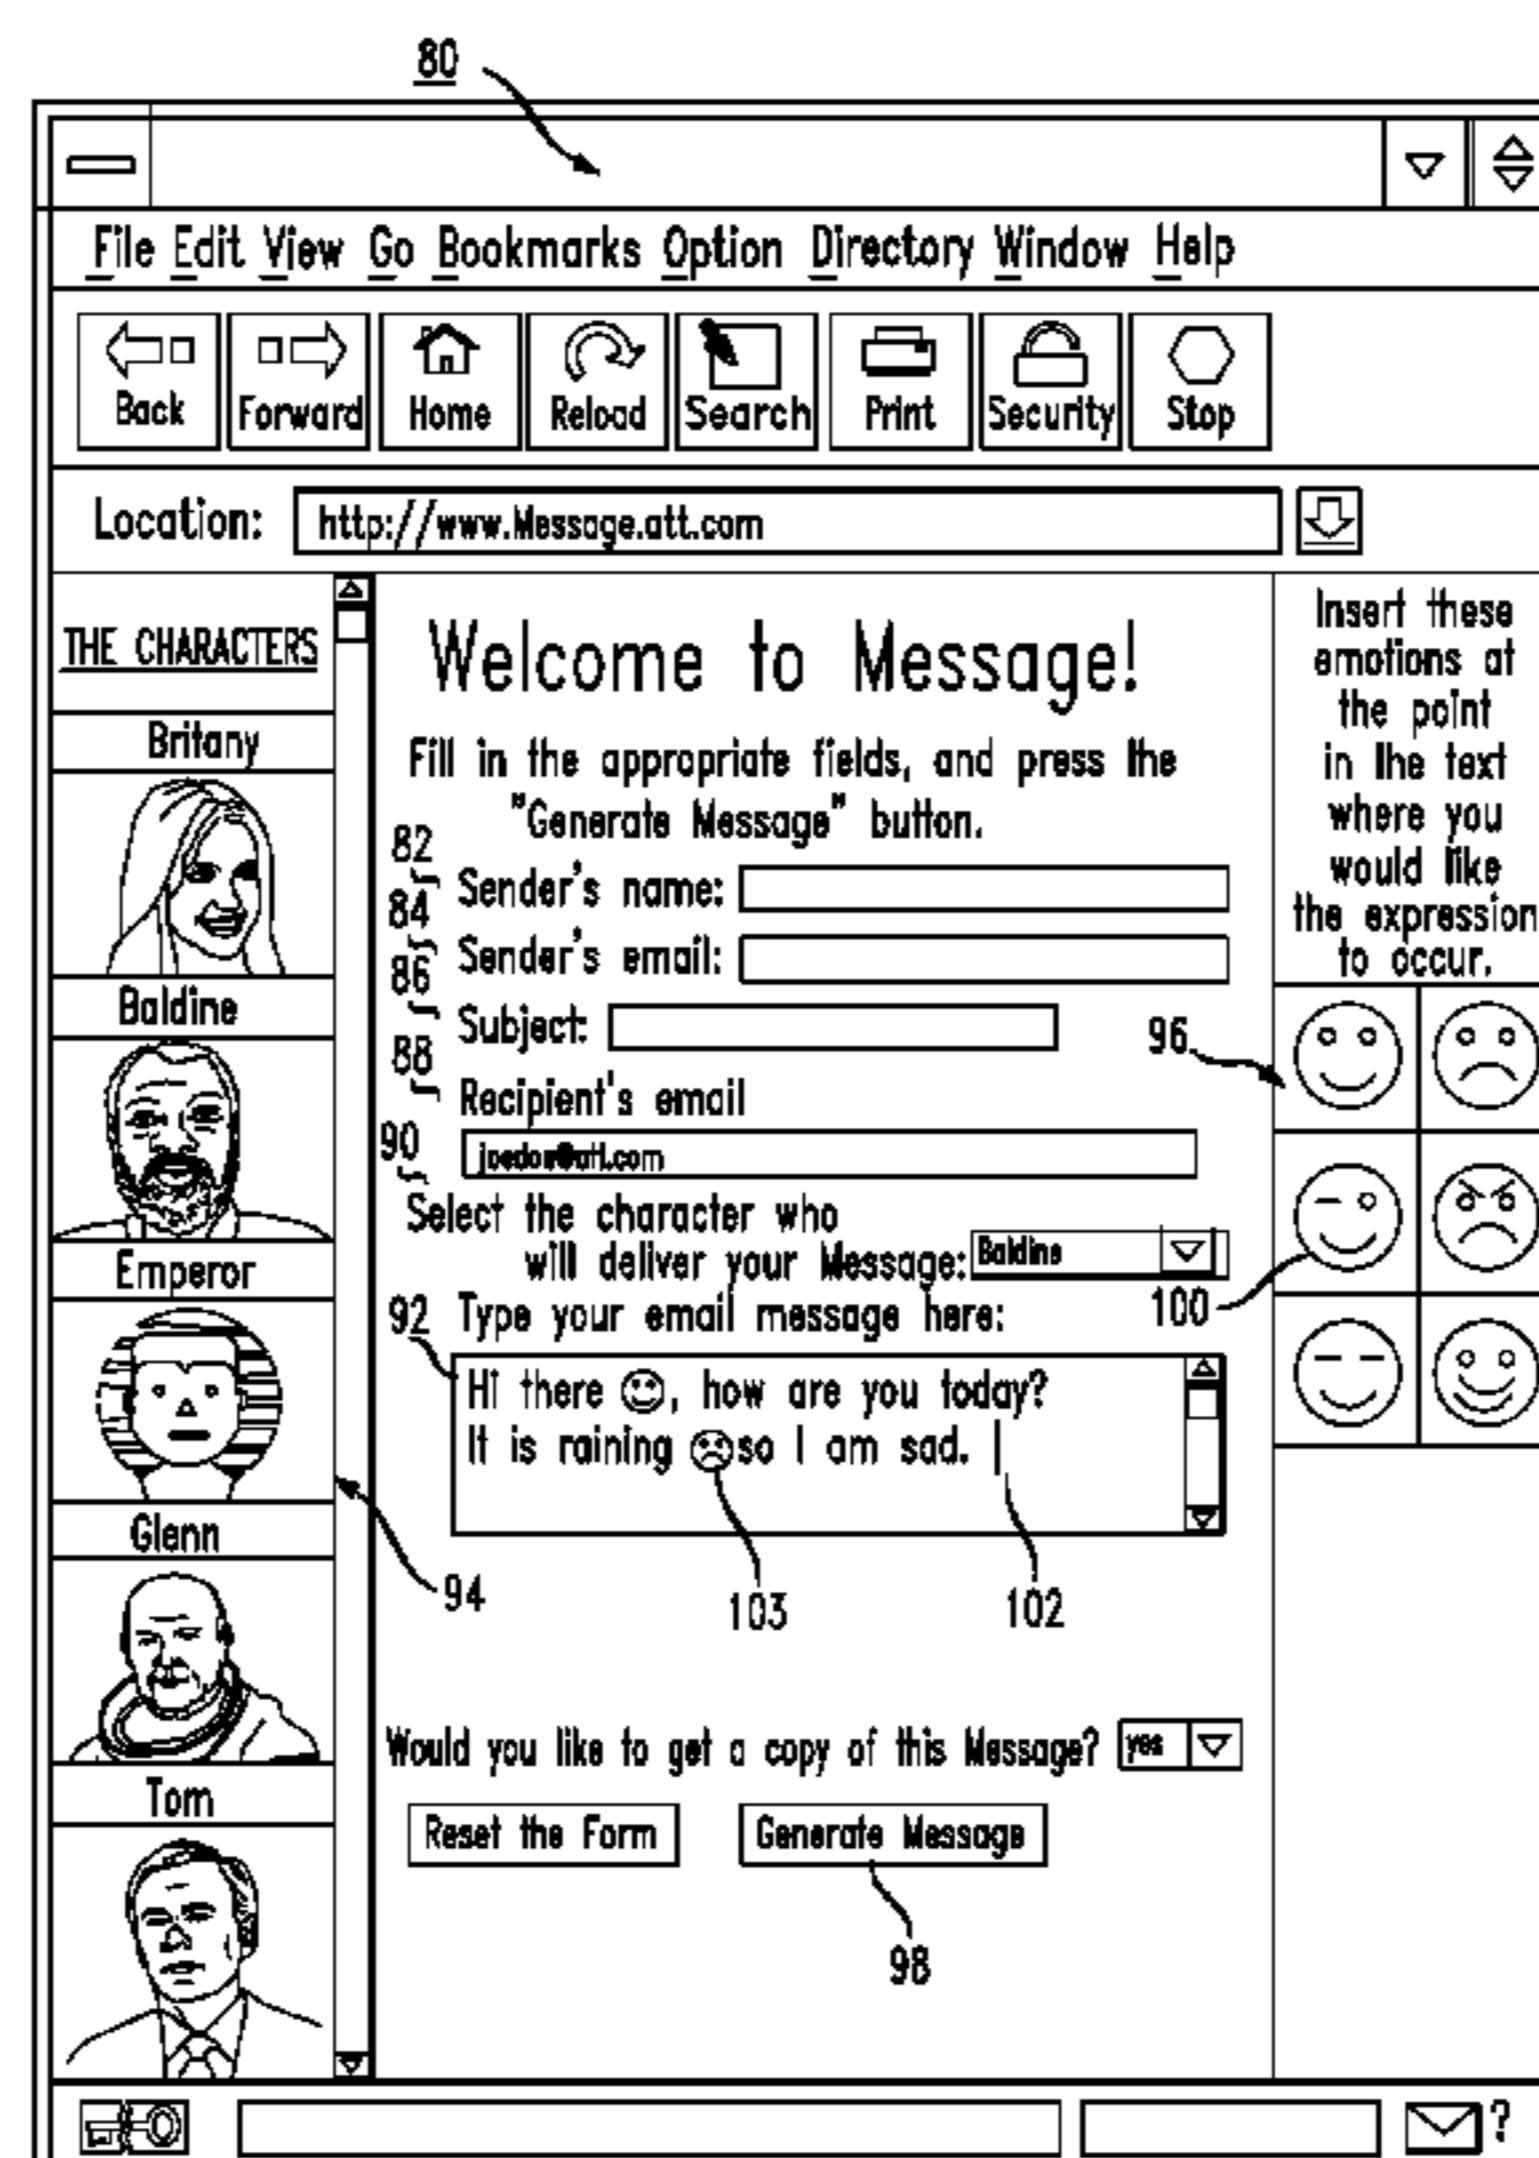 80
File Edit View Go Bookmarks Option Directory Window Help
Back Forward Home Reload Search Print Security Stop
Location: http://www.Message.att.com
THE CHARACTERS
Britany
Baldine
Emperor
Glenn
Tom
Welcome to Message!
Fill in the appropriate fields, and press the
"Generate Message" button.
82
Sender's name:
84
Sender's email:
86
Subject:
88
Recipient's email
90
Select the character who
will deliver your Message: Baldine
92 Type your email message here:
Hi there , how are you today?
It is raining so I am sad.
94
103
102
Would you like to get a copy of this Message? yes
Reset the Form Generate Message
98
Insert these
emotions at
the point
in the text
where you
would like
the expression
to occur.
96
100
?